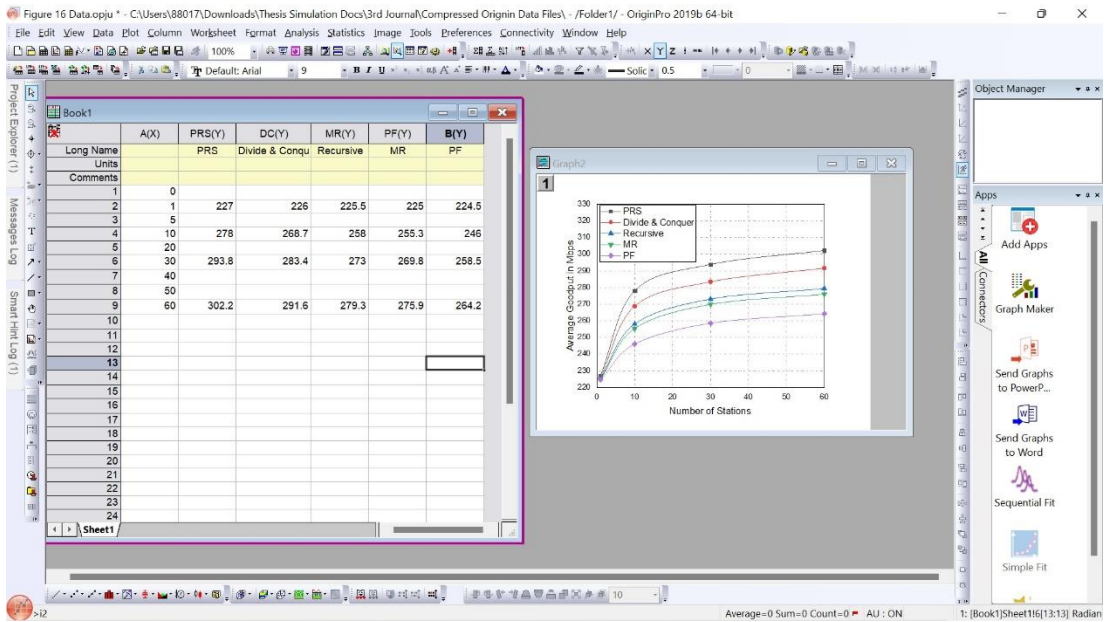 Figure 16 Data.opju * - C:\Users\88017\Downloads\Thesis Simulation Docs\3rd Journal\Compressed Orignin Data Files\ - /Folder1/ - OriginPro 2019b 64-bit
File Edit View Data Plot Column Worksheet Format Analysis Statistics Image Tools Preferences Connectivity Window Help
100%
Default: Arial 9 B I U Solid 0.5 0
Project Explorer (1)
Messages Log
Smart Hint Log (1)
Book1
A(X) PRS(Y) DC(Y) MR(Y) PF(Y) B(Y)
Long Name PRS Divide & Conqu Recursive MR PF
Units
Comments
1 0
2 1 227 226 225.5 225 224.5
3 5
4 10 278 268.7 258 255.3 246
5 20
6 30 293.8 283.4 273 269.8 258.5
7 40
8 50
9 60 302.2 291.6 279.3 275.9 264.2
10
11
12
13
14
15
16
17
18
19
20
21
22
23
24
Sheet1
Graph2
1
PRS
Divide & Conquer
Recursive
MR
PF
Average Goodput in Mbps
330
320
310
300
290
280
270
260
250
240
230
220
0 10 20 30 40 50 60
Number of Stations
Object Manager
Apps
All
Connectors
Add Apps
Graph Maker
Send Graphs
to PowerP...
Send Graphs
to Word
Sequential Fit
Simple Fit
10
>i2
Average=0 Sum=0 Count=0 AU : ON 1: [Book1]Sheet1!6[13:13] Radian